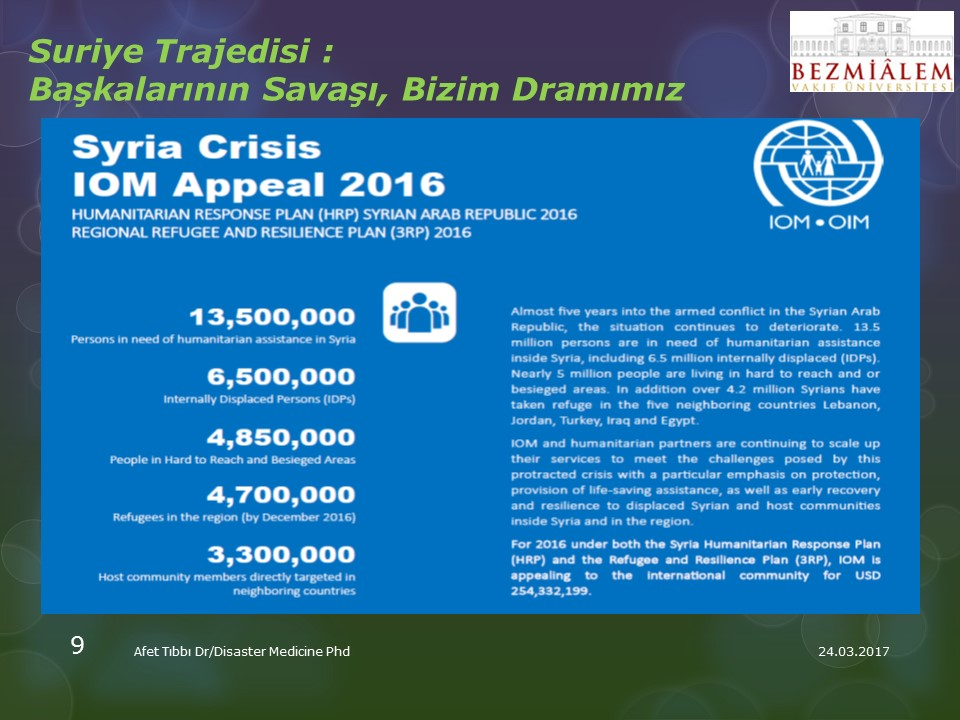 Suriye Trajedisi :
Başkalarının Savaşı, Bizim Dramımız
BEZMİÂLEM
VAKIF ÜNİVERSİTESİ
Syria Crisis
IOM Appeal 2016
HUMANITARIAN RESPONSE PLAN (HRP) SYRIAN ARAB REPUBLIC 2016
REGIONAL REFUGEE AND RESILIENCE PLAN (3RP) 2016
IOM • OIM
13,500,000
Persons in need of humanitarian assistance in Syria
6,500,000
Internally Displaced Persons (IDPs)
4,850,000
People in Hard to Reach and Besieged Areas
4,700,000
Refugees in the region (by December 2016)
3,300,000
Host community members directly targeted in
neighboring countries
Almost five years into the armed conflict in the Syrian Arab
Republic, the situation continues to deteriorate. 13.5
million persons are in need of humanitarian assistance
inside Syria, including 6.5 million internally displaced (IDPs).
Nearly 5 million people are living in hard to reach and or
besieged areas. In addition over 4.2 million Syrians have
taken refuge in the five neighboring countries Lebanon,
Jordan, Turkey, Iraq and Egypt.
IOM and humanitarian partners are continuing to scale up
their services to meet the challenges posed by this
protracted crisis with a particular emphasis on protection,
provision of life-saving assistance, as well as early recovery
and resilience to displaced Syrian and host communities
inside Syria and in the region.
For 2016 under both the Syria Humanitarian Response Plan
(HRP) and the Refugee and Resilience Plan (3RP), IOM is
appealing to the international community for USD
254,332,199.
9
Afet Tıbbı Dr/Disaster Medicine Phd
24.03.2017